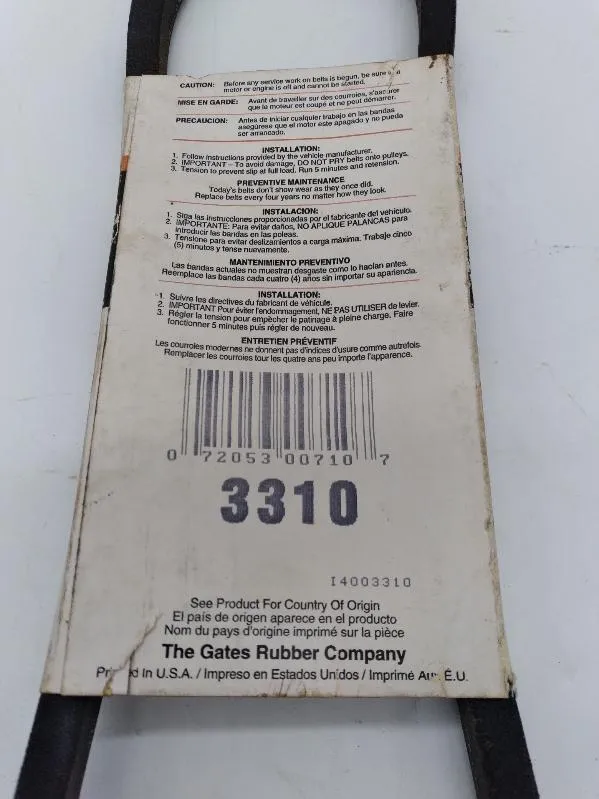 CAUTION: Before any service work on belts is begun, be sure
motor or engine is off and cannot be started.
MISE EN GARDE: Avant de travailler sur des courroies, s'assurer
que le moteur est coupé et ne peut démarrer.
PRECAUCION: Antes de iniciar cualquier trabajo en las bandas
asegúrese que el motor este apagado y no pueda
ser arrancado.
INSTALLATION:
1. Follow instructions provided by the vehicle manufacturer.
2. IMPORTANT – To avoid damage, DO NOT PRY belts onto pulleys.
3. Tension to prevent slip at full load. Run 5 minutes and retension.
PREVENTIVE MAINTENANCE
Today's belts don't show wear as they once did.
Replace belts every four years no matter how they look.
INSTALACION:
1. Siga las instrucciones proporcionadas por el fabricante del vehículo.
2. IMPORTANTE: Para evitar daños, NO APLIQUE PALANCAS para
introducir las bandas en las poleas.
3. Tensione para evitar deslizamientos a carga máxima. Trabaje cinco
(5) minutos y tense nuevamente.
MANTENIMIENTO PREVENTIVO
Las bandas actuales no muestran desgaste como lo hacían antes.
Reemplace las bandas cada cuatro (4) años sin importar su apariencia.
INSTALLATION:
1. Suivre les directives du fabricant de véhicule.
2. IMPORTANT Pour éviter l'endommagement, NE PAS UTILISER de levier.
3. Régler la tension pour empêcher le patinage à pleine charge. Faire
fonctionner 5 minutes puis régler de nouveau.
ENTRETIEN PRÉVENTIF
Les courroies modernes ne donnent pas d'indices d'usure comme autrefois.
Remplacer les courroies tour les quatre ans peu importe l'apparence.
0 72053 00710 7
3310
I4003310
See Product For Country Of Origin
El país de origen aparece en el producto
Nom du pays d'origine imprimé sur la pièce
The Gates Rubber Company
In U.S.A. / Impreso en Estados Unidos / Imprimé Aux É.U.